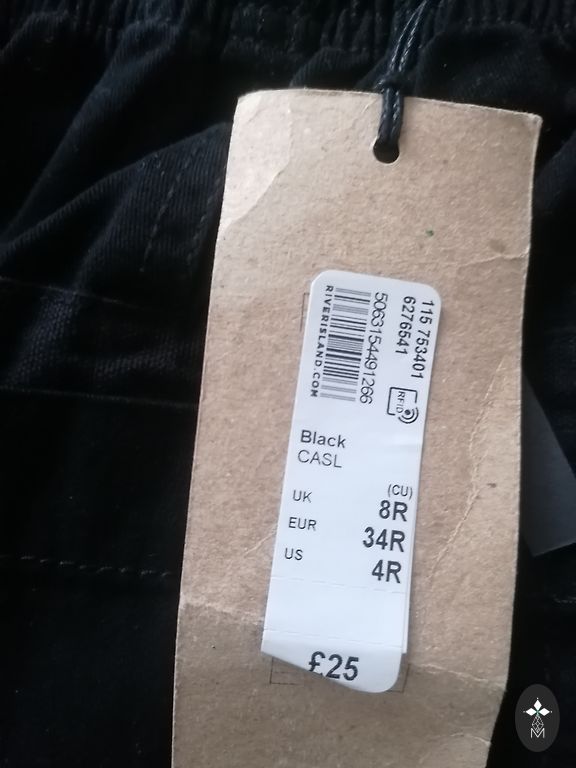 115 753401
6276541
5063154491266
RIVERISLAND.COM
RFID
Black
CASL
(CU)
UK 8R
EUR 34R
US 4R
£25
M